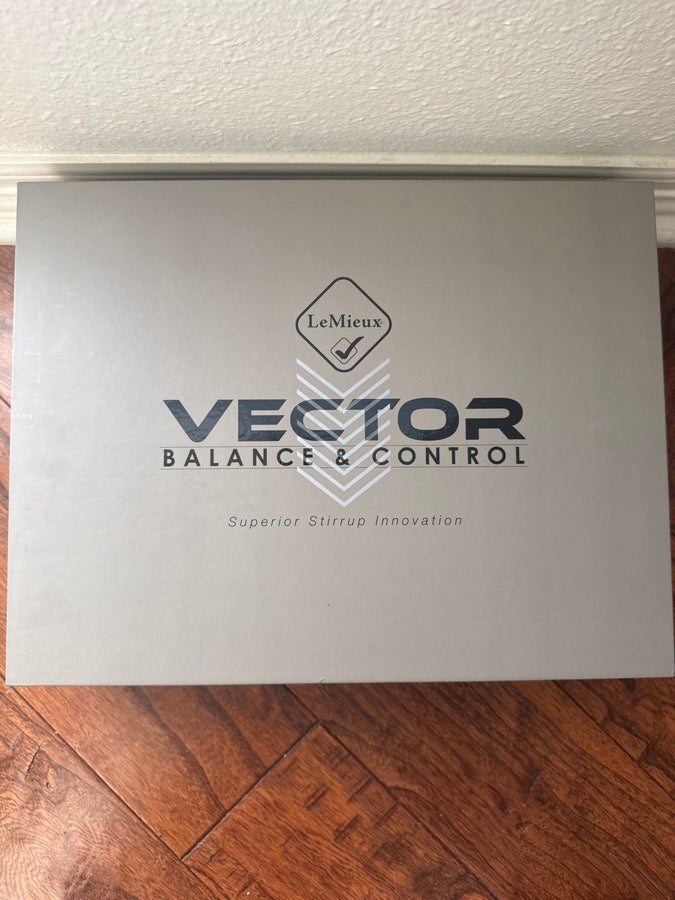 LeMieux
VECTOR
BALANCE & CONTROL
Superior Stirrup Innovation